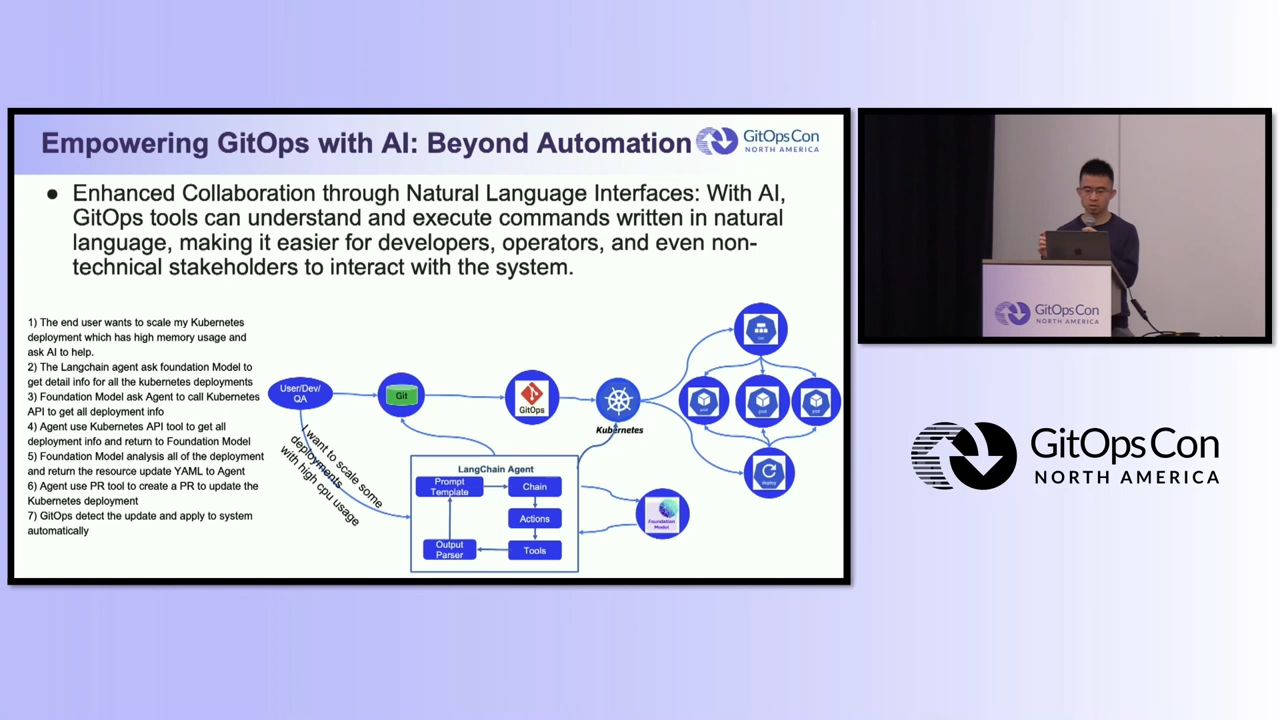 Empowering GitOps with AI: Beyond Automation
GitOpsCon
NORTH AMERICA
● Enhanced Collaboration through Natural Language Interfaces: With AI,
GitOps tools can understand and execute commands written in natural
language, making it easier for developers, operators, and even non-
technical stakeholders to interact with the system.
1) The end user wants to scale my Kubernetes
deployment which has high memory usage and
ask AI to help.
2) The Langchain agent ask foundation Model to
get detail info for all the kubernetes deployments
3) Foundation Model ask Agent to call Kubernetes
API to get all deployment info
4) Agent use Kubernetes API tool to get all
deployment info and return to Foundation Model
5) Foundation Model analysis all of the deployment
and return the resource update YAML to Agent
6) Agent use PR tool to create a PR to update the
Kubernetes deployment
7) GitOps detect the update and apply to system
automatically
User/Dev/
QA
Git
GitOps
Kubernetes
pod
pod
pod
deploy
I want to scale some
deployments
with high cpu usage
LangChain Agent
Prompt
Template
Chain
Actions
Output
Parser
Tools
Foundation
Model
GitOpsCon
NORTH AMERICA
GitOpsCon
NORTH AMERICA